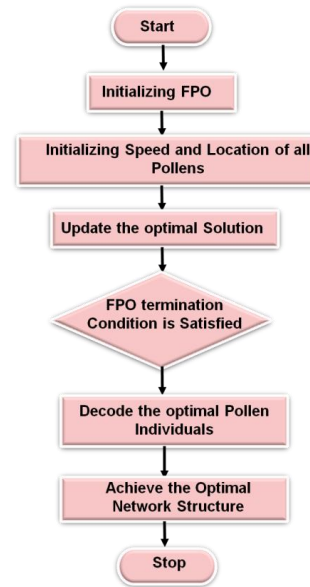 Start
Initializing FPO
Initializing Speed and Location of all
Pollens
Update the optimal Solution
FPO termination
Condition is Satisfied
Decode the optimal Pollen
Individuals
Achieve the Optimal
Network Structure
Stop